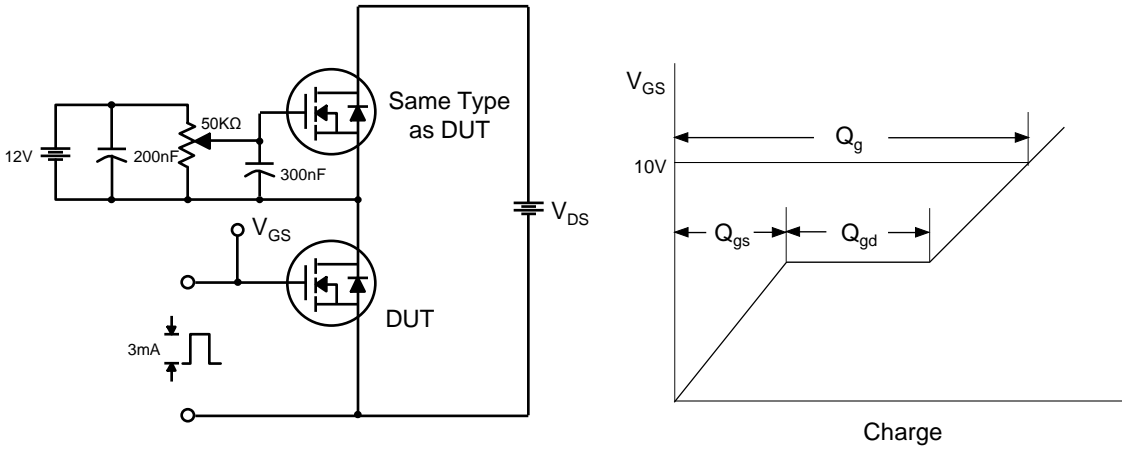 12V
200nF
50KΩ
300nF
Same Type
as DUT
V_DS
V_GS
DUT
3mA
V_GS
10V
Q_g
Q_gs
Q_gd
Charge